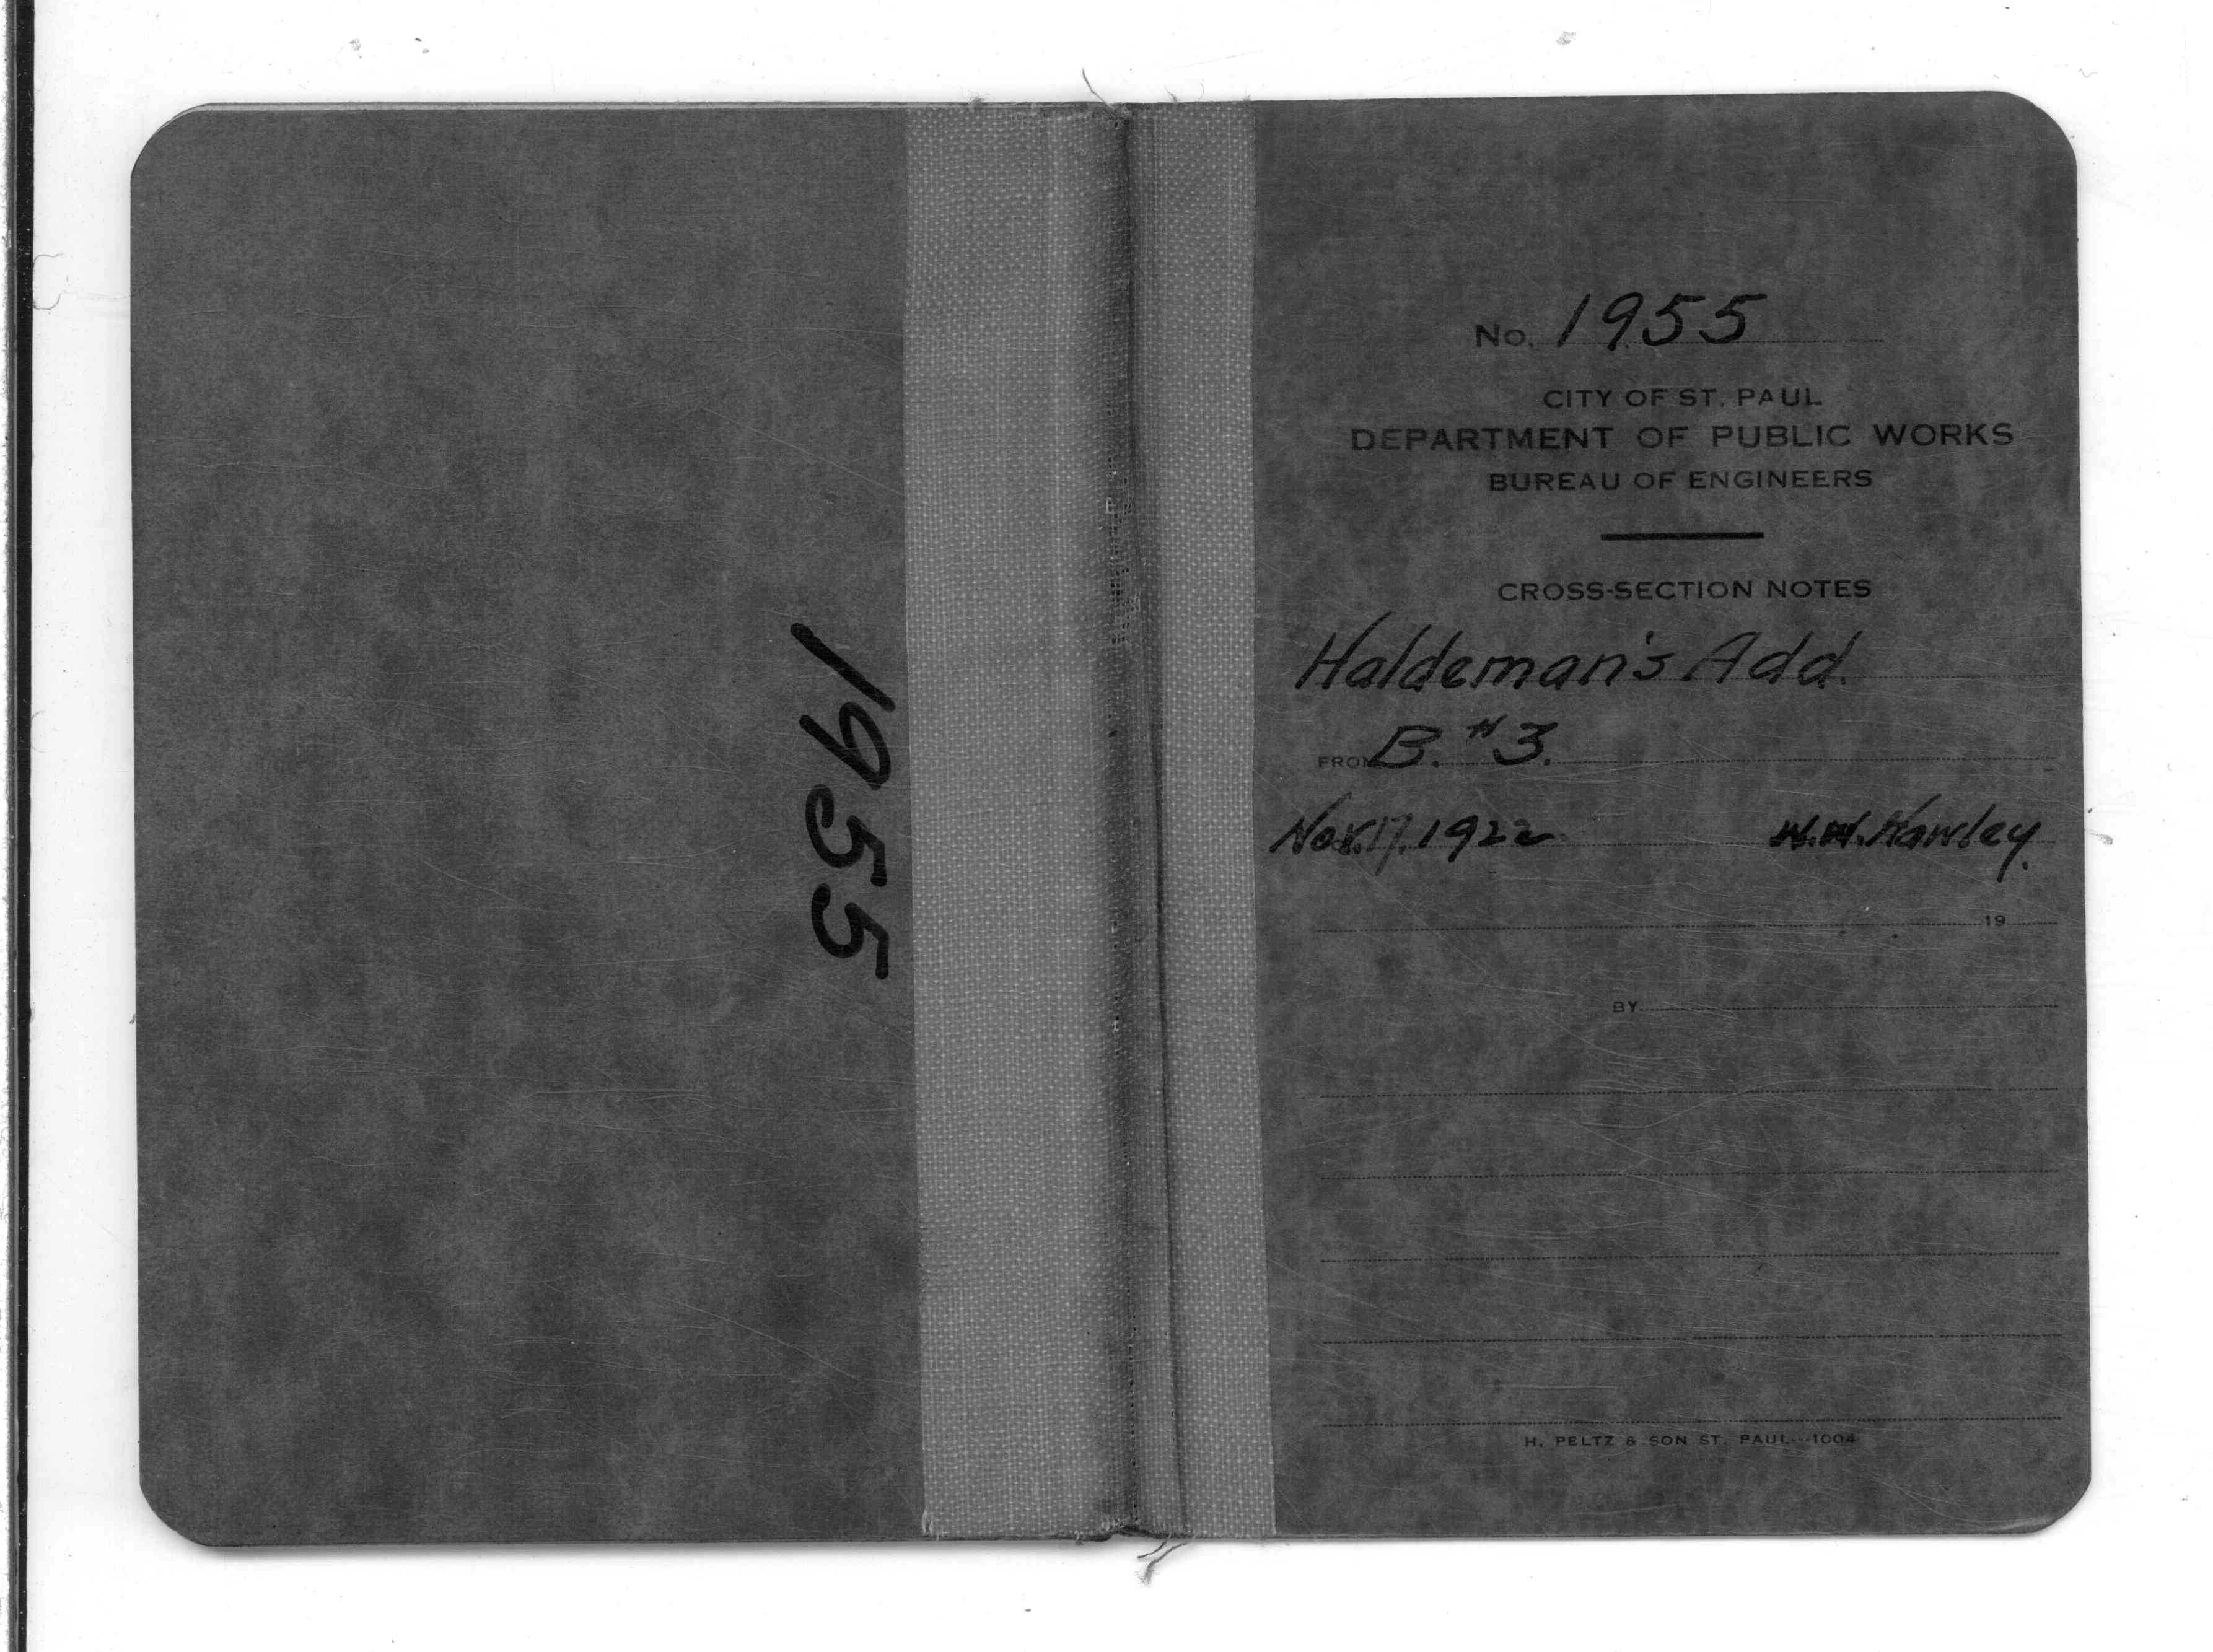 1955
No. 1955
CITY OF ST. PAUL
DEPARTMENT OF PUBLIC WORKS
BUREAU OF ENGINEERS
CROSS-SECTION NOTES
Haldeman's Add.
FROM B. #3.
Nov. 17. 1922 W.W. Hawley.
19
BY
H. PELTZ & SON ST. PAUL--1004